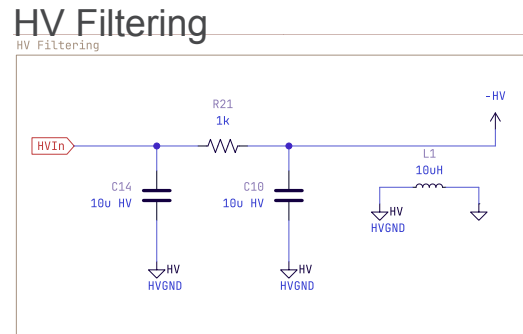 HV Filtering
HV Filtering
-HV
R21
1k
HVIn
L1
10uH
C14
10u HV
C10
10u HV
HV
HVGND
HV
HVGND
HV
HVGND